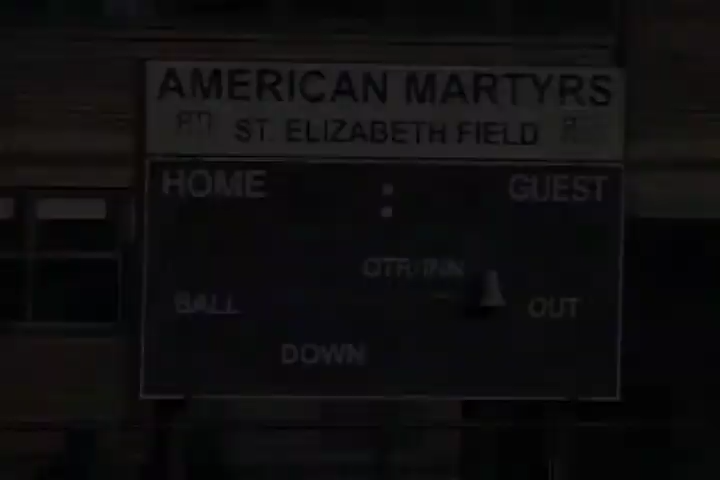 AMERICAN MARTYRS
ST. ELIZABETH FIELD
HOME : GUEST
QTR/INN
BALL OUT
DOWN